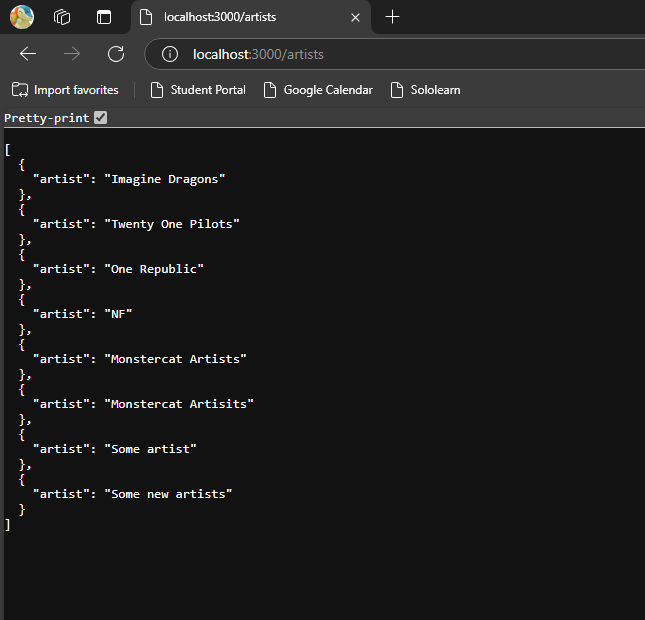 localhost:3000/artists
localhost:3000/artists
Import favorites Student Portal Google Calendar Sololearn
Pretty-print
[
  {
    "artist": "Imagine Dragons"
  },
  {
    "artist": "Twenty One Pilots"
  },
  {
    "artist": "One Republic"
  },
  {
    "artist": "NF"
  },
  {
    "artist": "Monstercat Artists"
  },
  {
    "artist": "Monstercat Artisits"
  },
  {
    "artist": "Some artist"
  },
  {
    "artist": "Some new artists"
  }
]